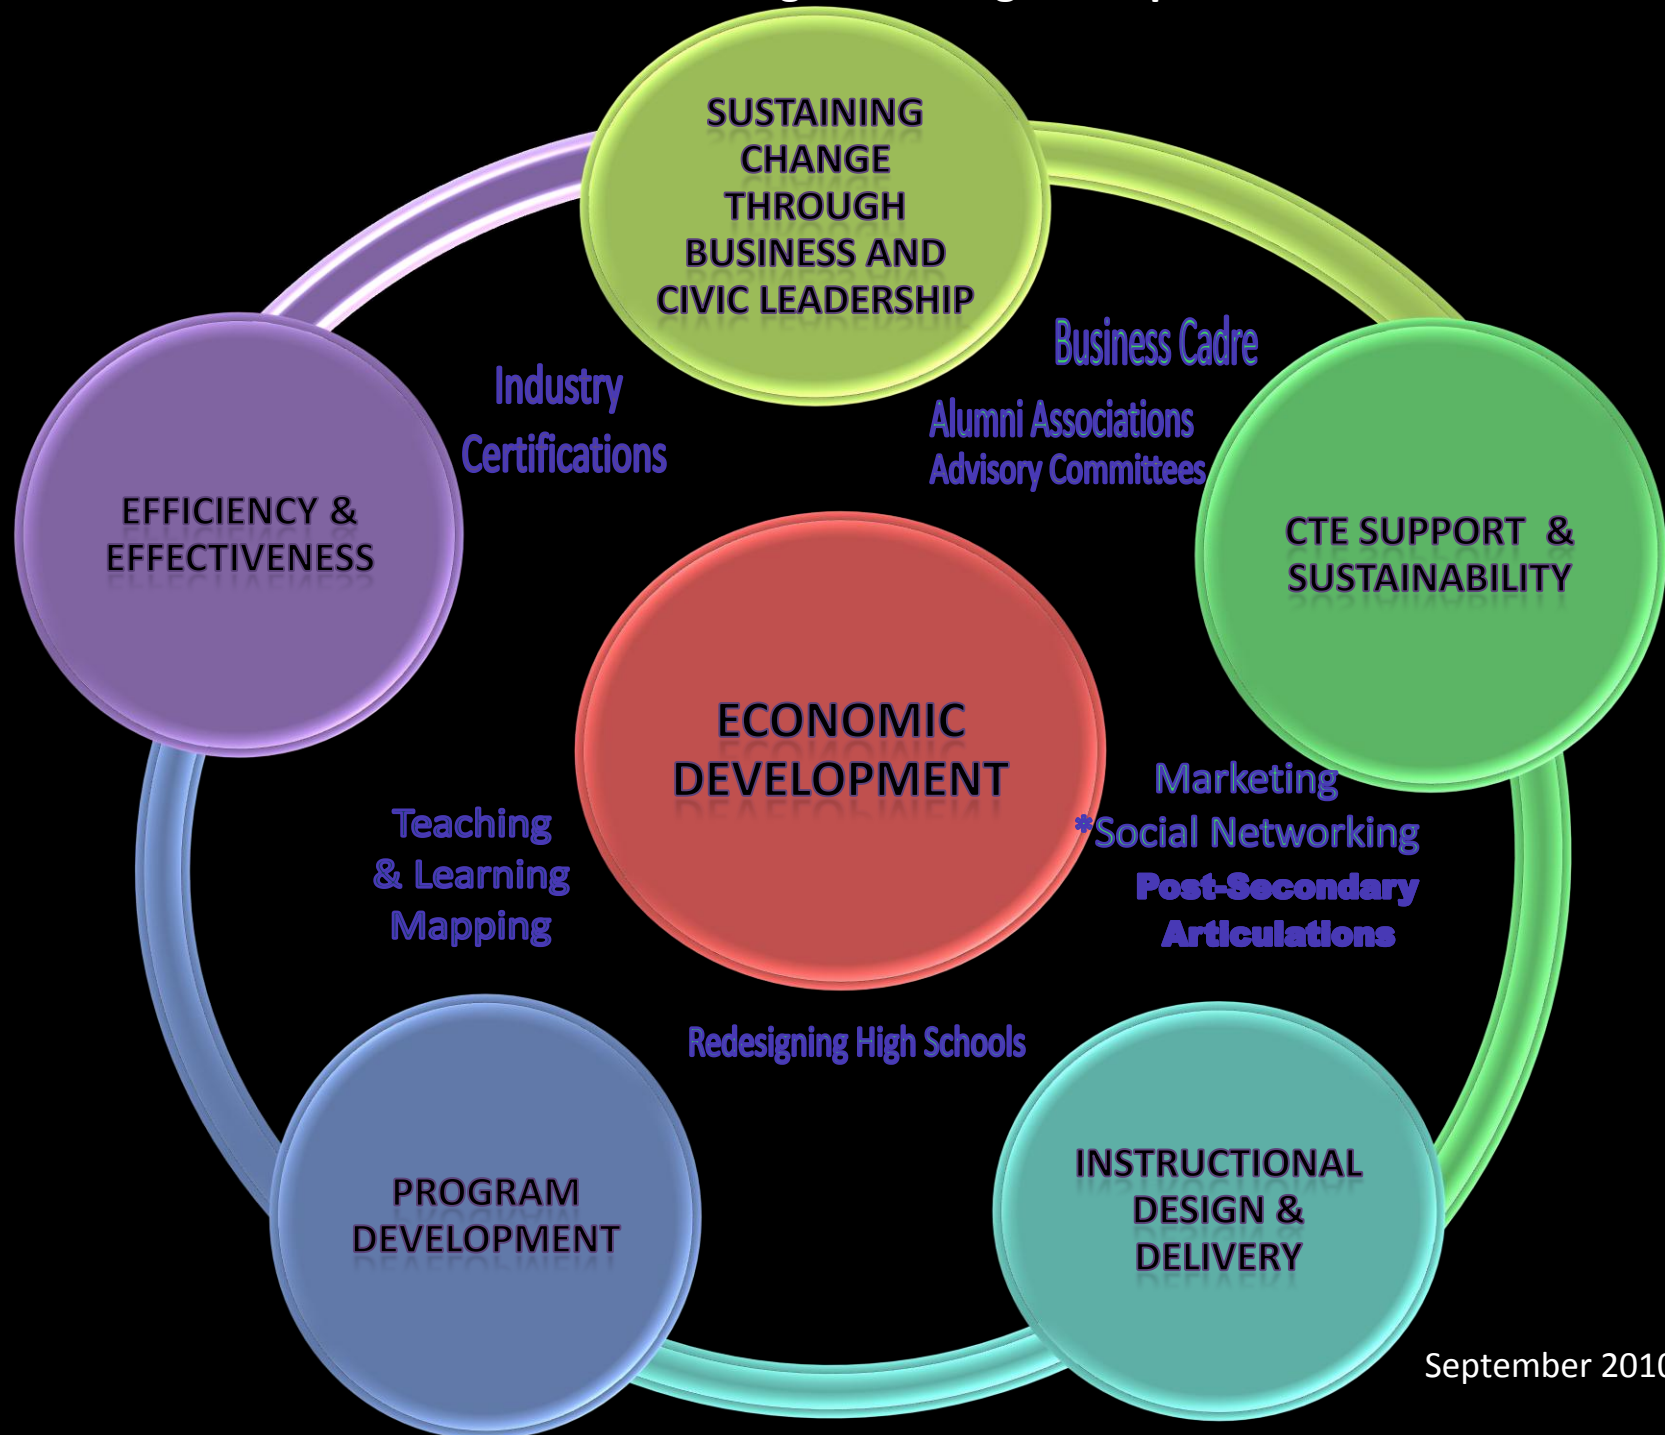 SUSTAINING
CHANGE
THROUGH
BUSINESS AND
CIVIC LEADERSHIP
Business Cadre
Industry
Certifications
Alumni Associations
Advisory Committees
EFFICIENCY &
EFFECTIVENESS
CTE SUPPORT &
SUSTAINABILITY
ECONOMIC
DEVELOPMENT
Marketing
*Social Networking
Post-Secondary
Articulations
Teaching
& Learning
Mapping
Redesigning High Schools
PROGRAM
DEVELOPMENT
INSTRUCTIONAL
DESIGN &
DELIVERY
September 2010